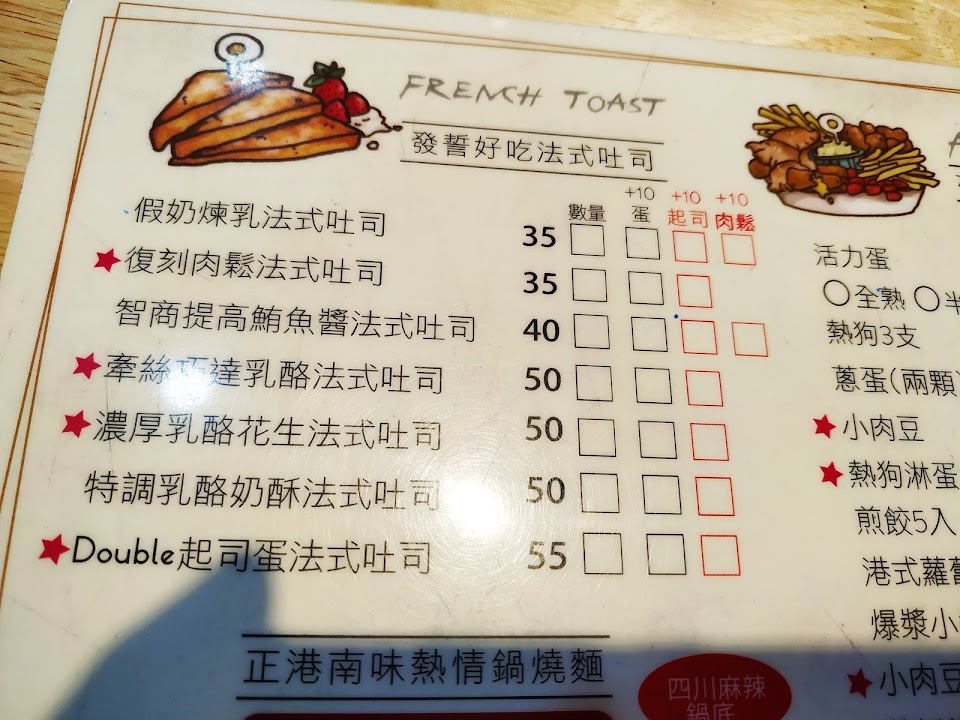 FRENCH TOAST
發誓好吃法式吐司
+10 +10 +10
數量 蛋 起司 肉鬆
假奶煉乳法式吐司 35
復刻肉鬆法式吐司 35
智商提高鮪魚醬法式吐司 40
牽絲巧達乳酪法式吐司 50
濃厚乳酪花生法式吐司 50
特調乳酪奶酥法式吐司 50
Double起司蛋法式吐司 55
正港南味熱情鍋燒麵
四川麻辣
鍋底
活力蛋
全熟 半
熱狗3支
蔥蛋(兩顆)
小肉豆
熱狗淋蛋
煎餃5入
港式蘿蔔
爆漿小
小肉豆